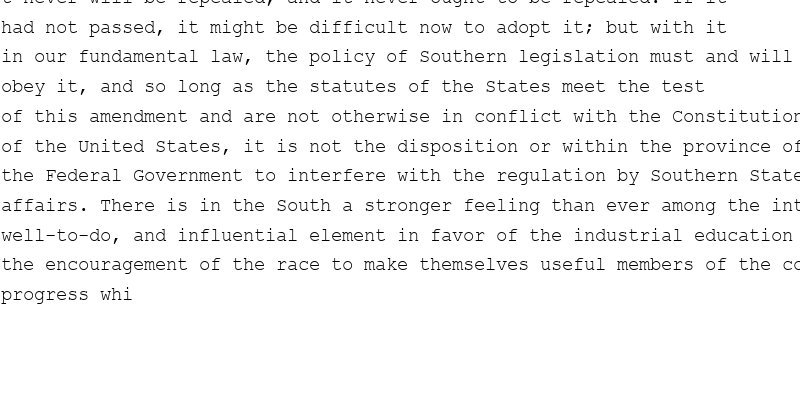 t never will be repealed, and it never ought to be repealed. If it
had not passed, it might be difficult now to adopt it; but with it
in our fundamental law, the policy of Southern legislation must and will
obey it, and so long as the statutes of the States meet the test
of this amendment and are not otherwise in conflict with the Constitution
of the United States, it is not the disposition or within the province of
the Federal Government to interfere with the regulation by Southern State
affairs. There is in the South a stronger feeling than ever among the int
well-to-do, and influential element in favor of the industrial education
the encouragement of the race to make themselves useful members of the co
progress whi